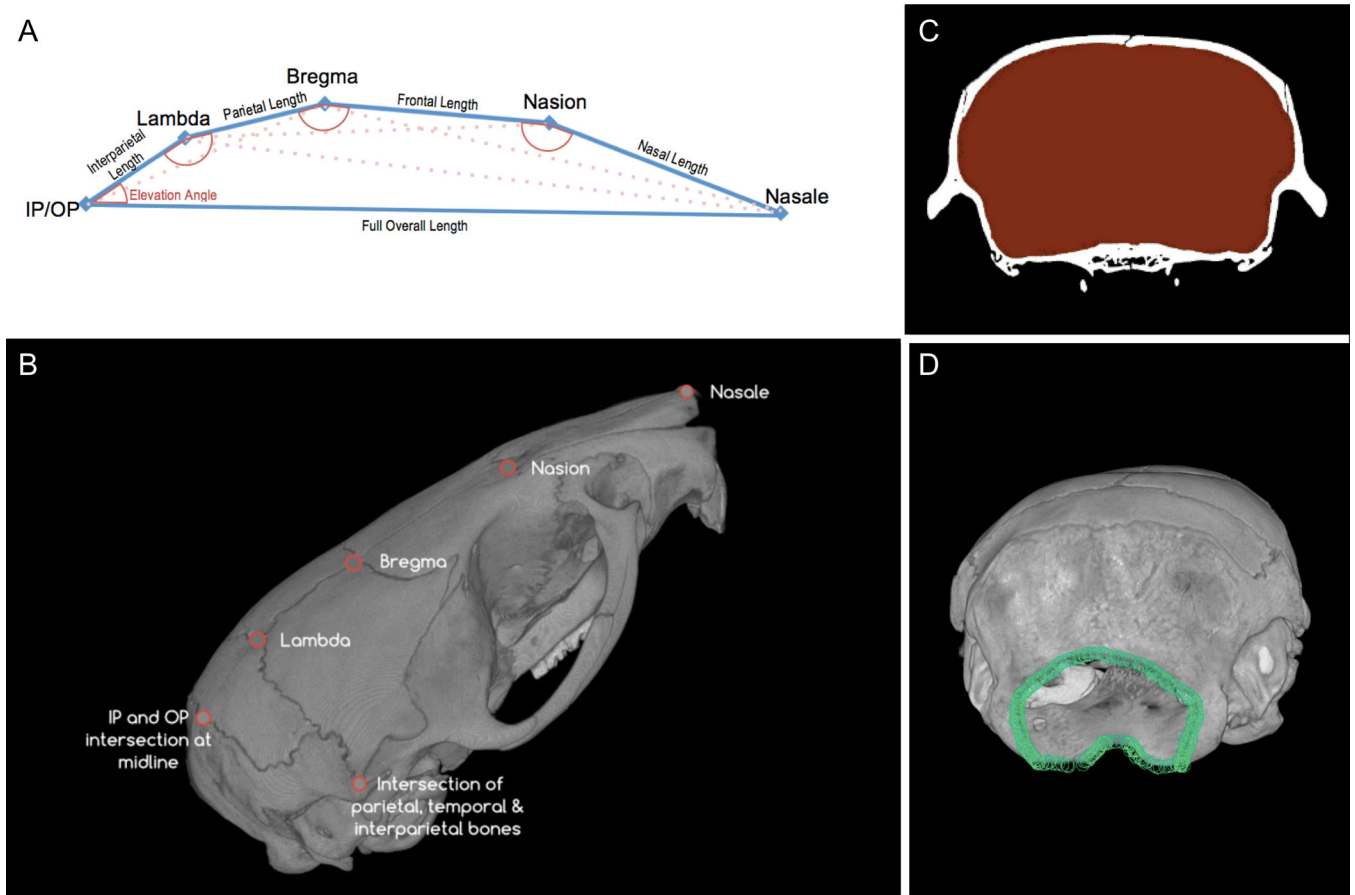 A
Bregma
Parietal Length
Frontal Length
Nasion
Lambda
Interparietal
Length
Nasal Length
Elevation Angle
IP/OP
Nasale
Full Overall Length
B
Nasale
Nasion
Bregma
Lambda
IP and OP
intersection at
midline
Intersection of
parietal, temporal &
interparietal bones
C
D